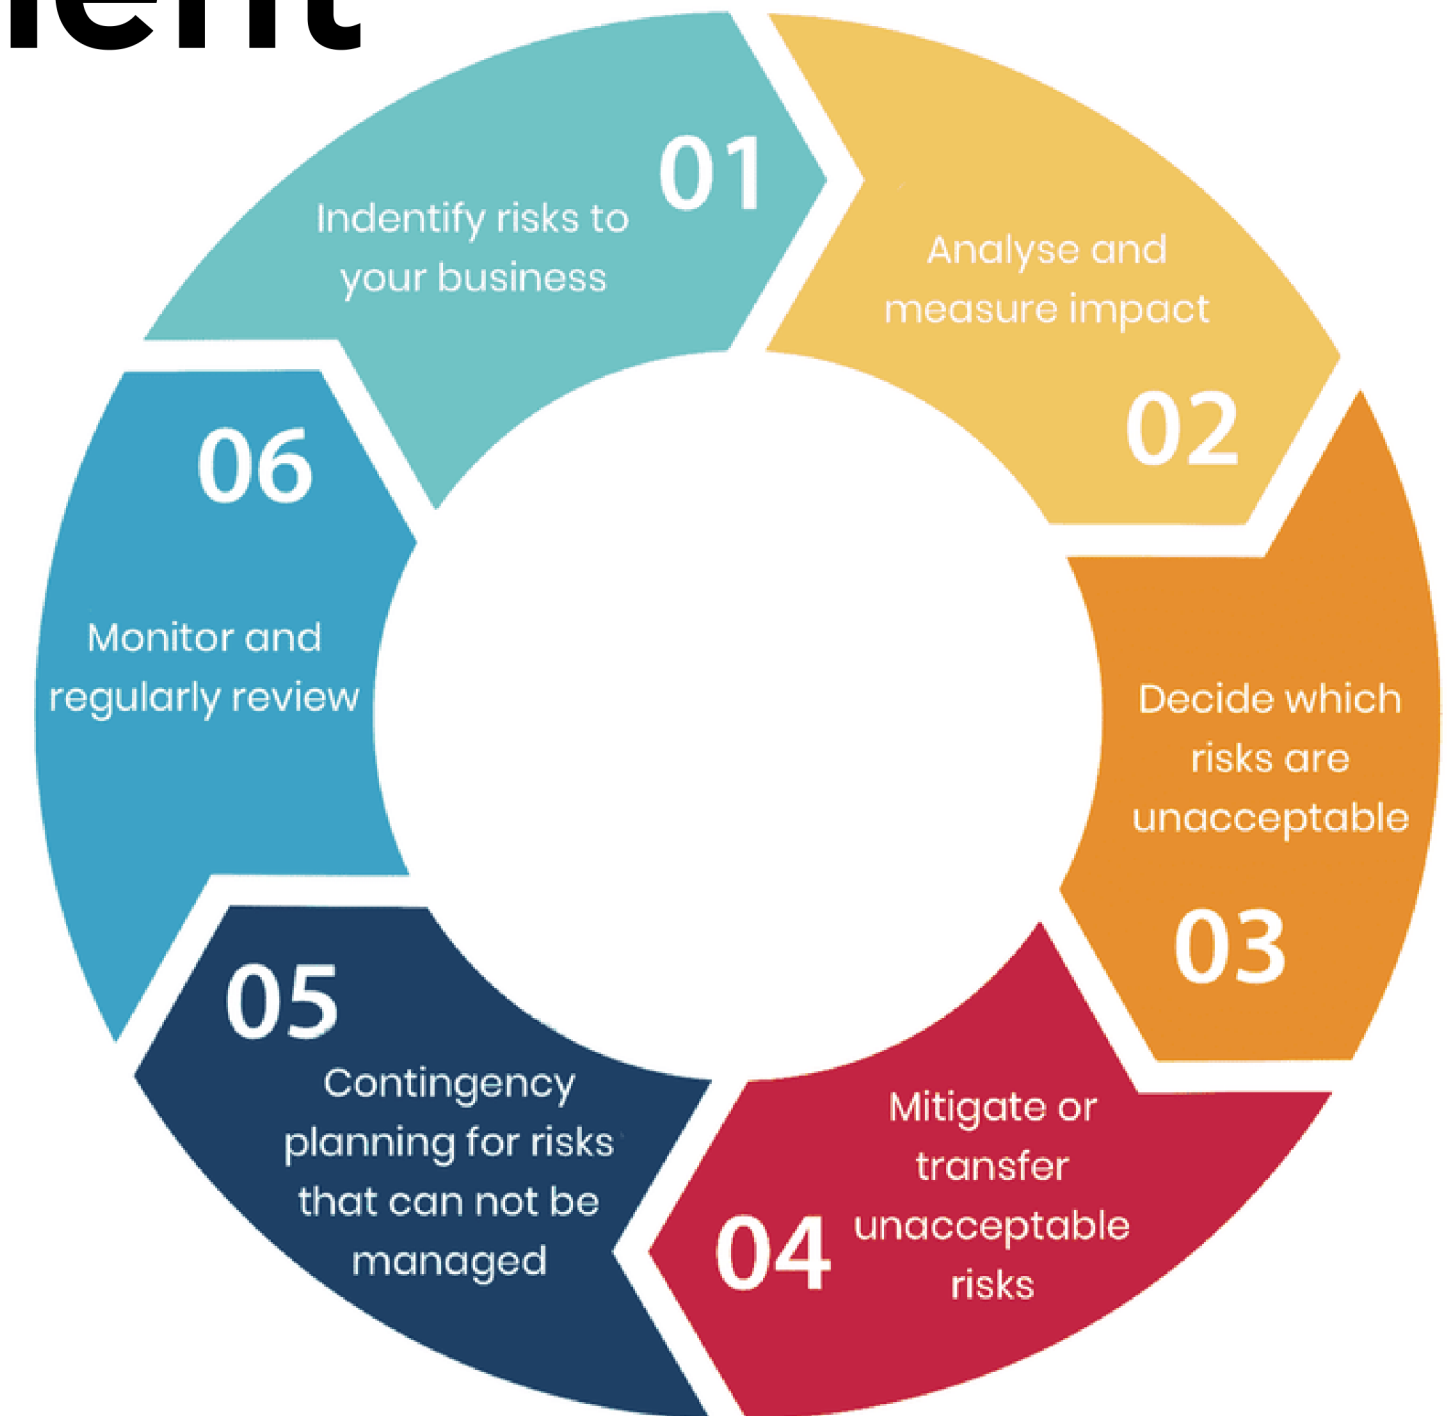 01
Indentify risks to
your business
Analyse and
measure impact
02
Decide which
risks are
unacceptable
03
Mitigate or
transfer
unacceptable
risks
04
05
Contingency
planning for risks
that can not be
managed
06
Monitor and
regularly review